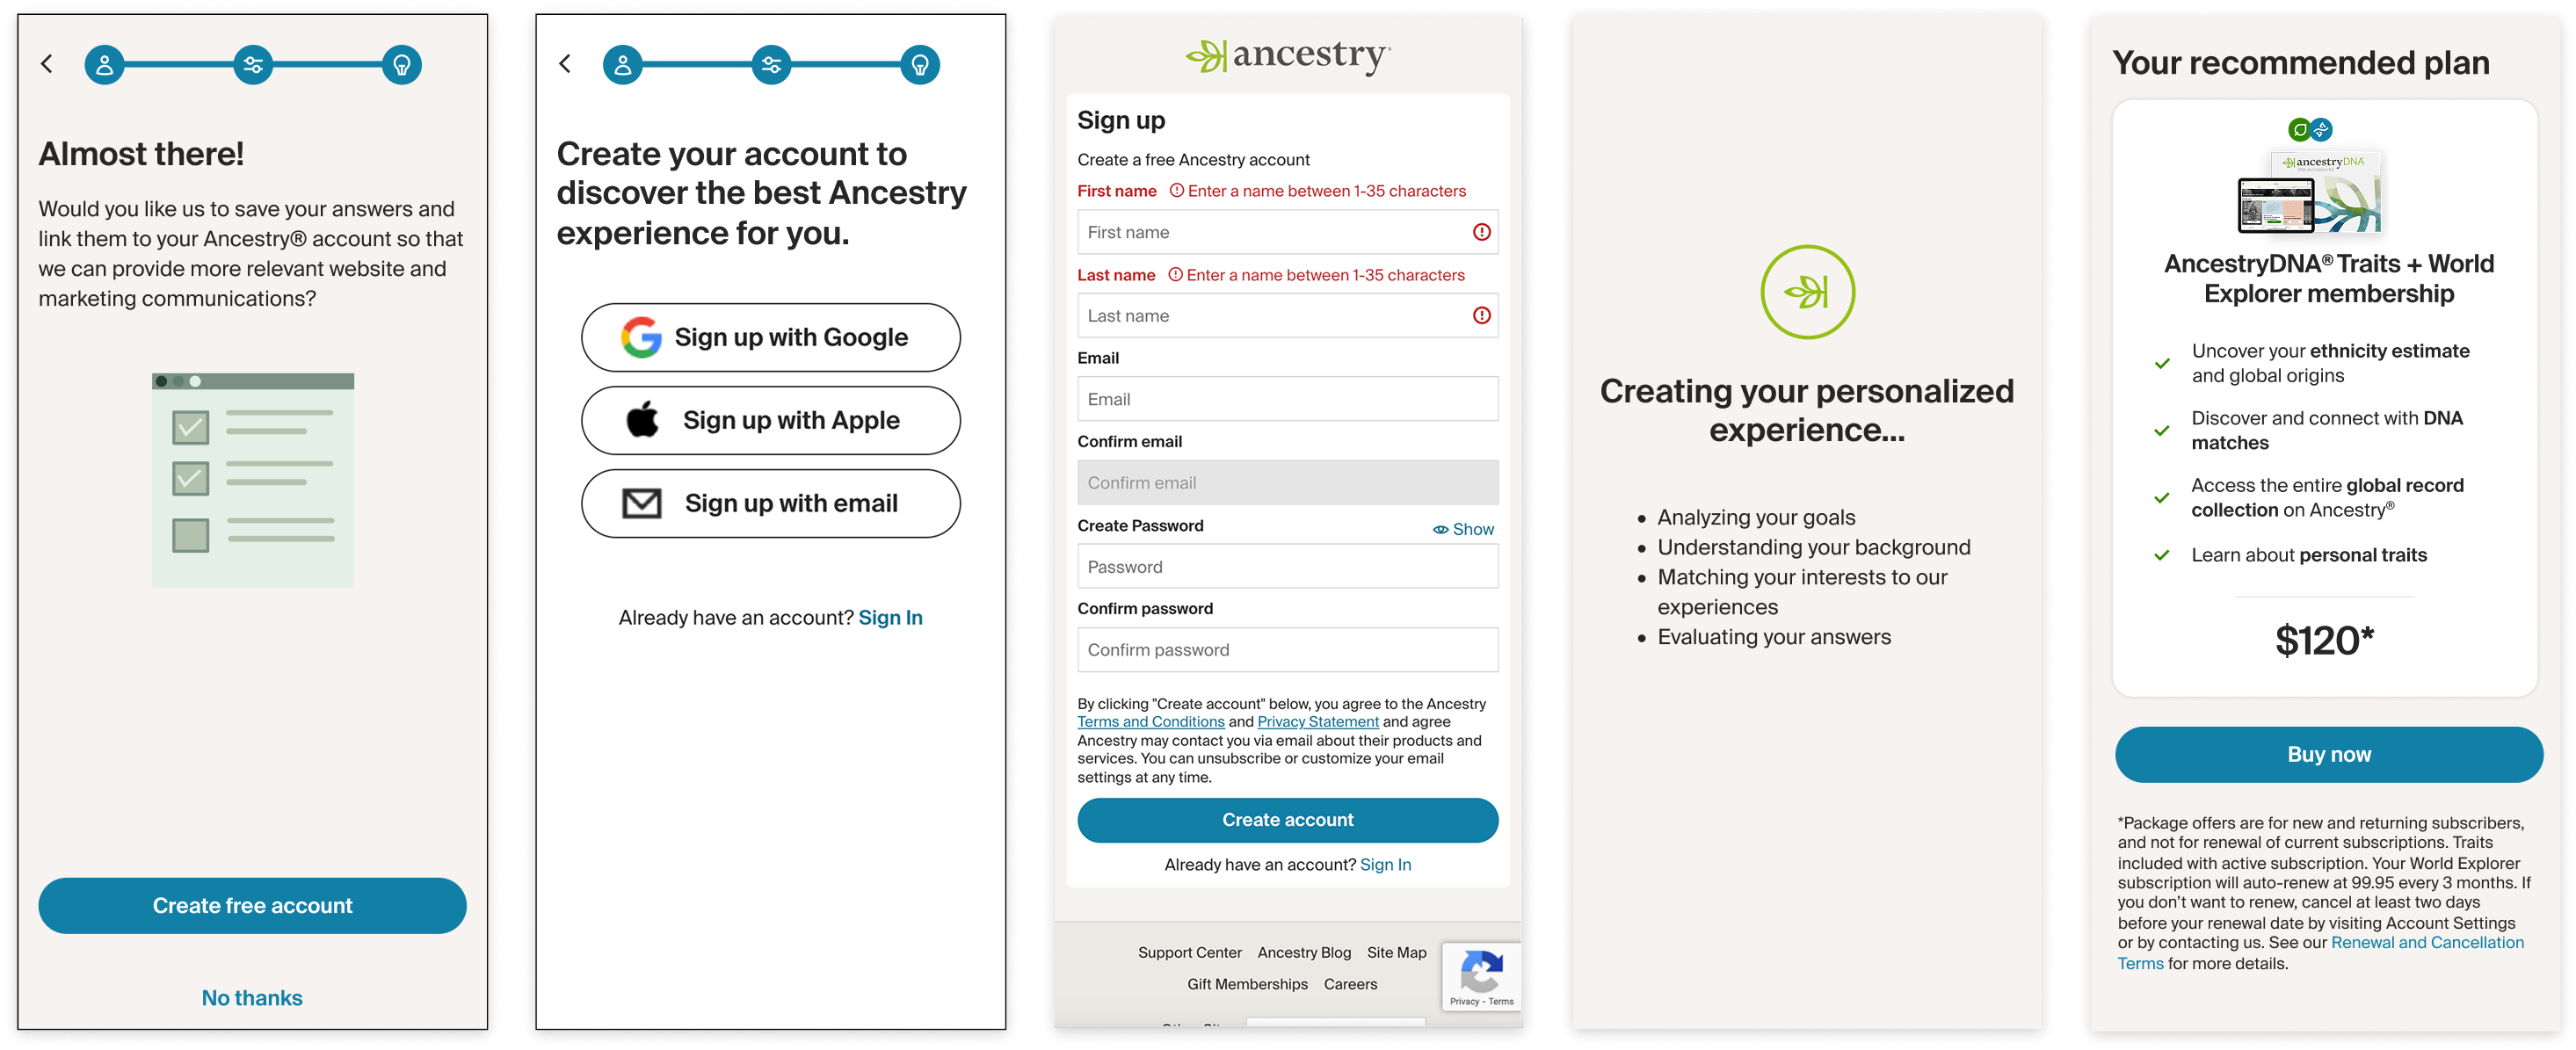 Almost there!
Would you like us to save your answers and
link them to your Ancestry® account so that
we can provide more relevant website and
marketing communications?
Create free account
No thanks
Create your account to
discover the best Ancestry
experience for you.
Sign up with Google
Sign up with Apple
Sign up with email
Already have an account? Sign In
ancestry
Sign up
Create a free Ancestry account
First name Enter a name between 1-35 characters
First name
Last name Enter a name between 1-35 characters
Last name
Email
Email
Confirm email
Confirm email
Create Password Show
Password
Confirm password
Confirm password
By clicking "Create account" below, you agree to the Ancestry
Terms and Conditions and Privacy Statement and agree
Ancestry may contact you via email about their products and
services. You can unsubscribe or customize your email
settings at any time.
Create account
Already have an account? Sign In
Support Center Ancestry Blog Site Map
Gift Memberships Careers
Privacy - Terms
Creating your personalized
experience...
• Analyzing your goals
• Understanding your background
• Matching your interests to our
experiences
• Evaluating your answers
Your recommended plan
ancestryDNA
AncestryDNA® Traits + World
Explorer membership
Uncover your ethnicity estimate
and global origins
Discover and connect with DNA
matches
Access the entire global record
collection on Ancestry®
Learn about personal traits
$120*
Buy now
*Package offers are for new and returning subscribers,
and not for renewal of current subscriptions. Traits
included with active subscription. Your World Explorer
subscription will auto-renew at 99.95 every 3 months. If
you don't want to renew, cancel at least two days
before your renewal date by visiting Account Settings
or by contacting us. See our Renewal and Cancellation
Terms for more details.